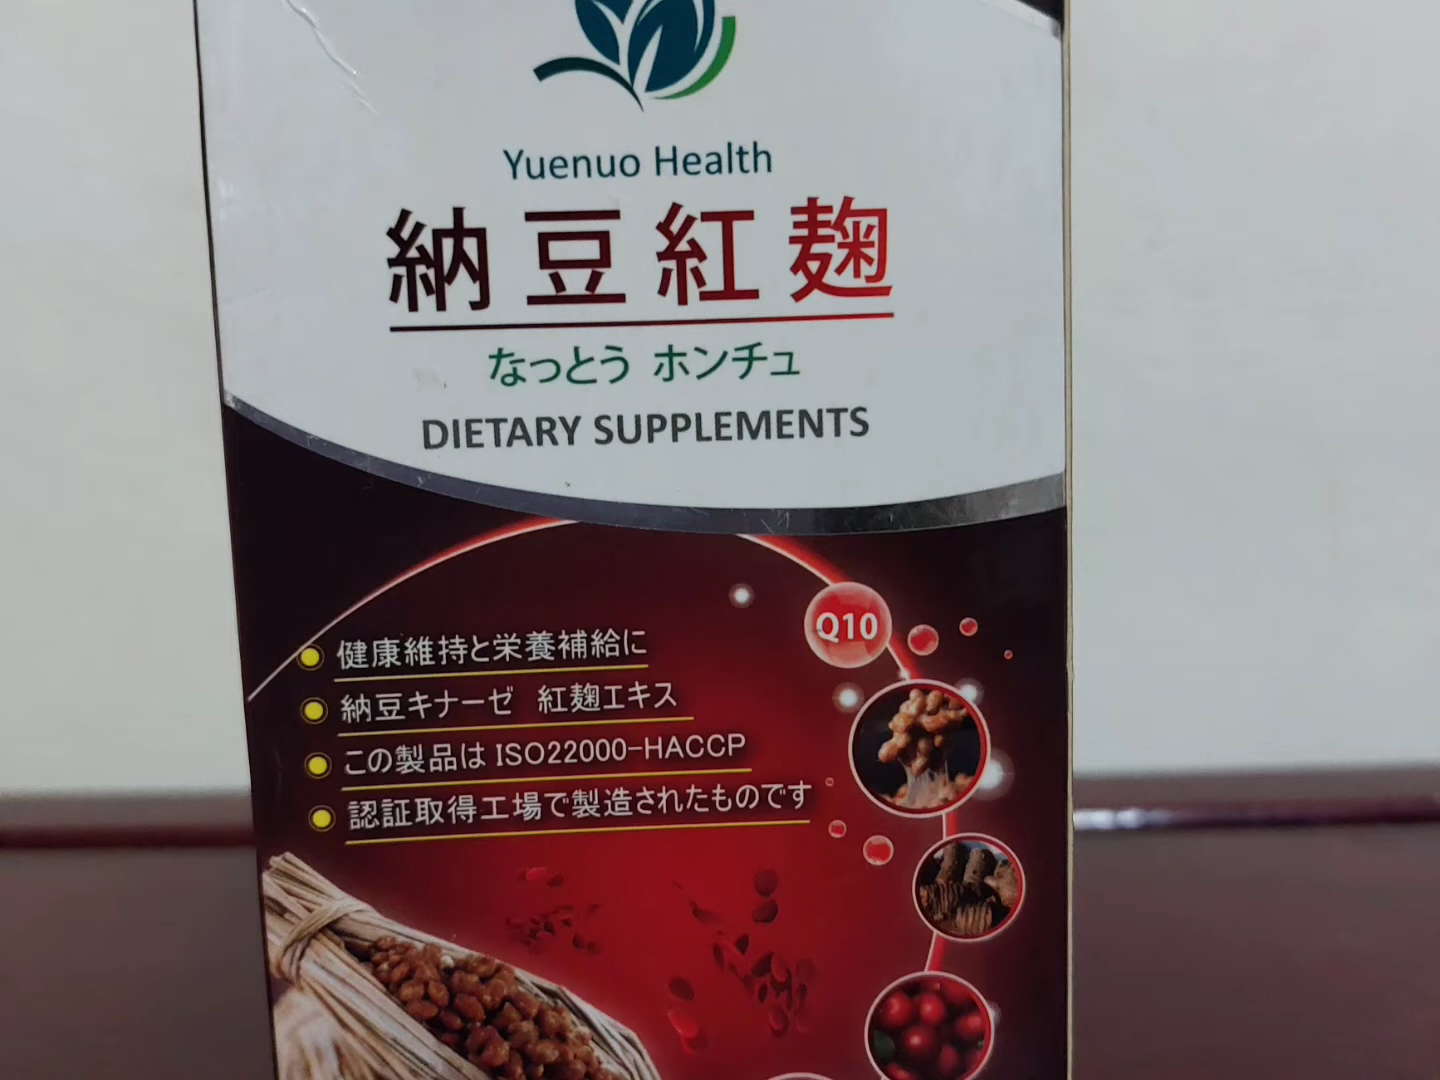 Yuenuo Health
納豆紅麹
なっとう ホンチュ
DIETARY SUPPLEMENTS
Q10
健康維持と栄養補給に
納豆キナーゼ 紅麹エキス
この製品は ISO22000-HACCP
認証取得工場で製造されたものです